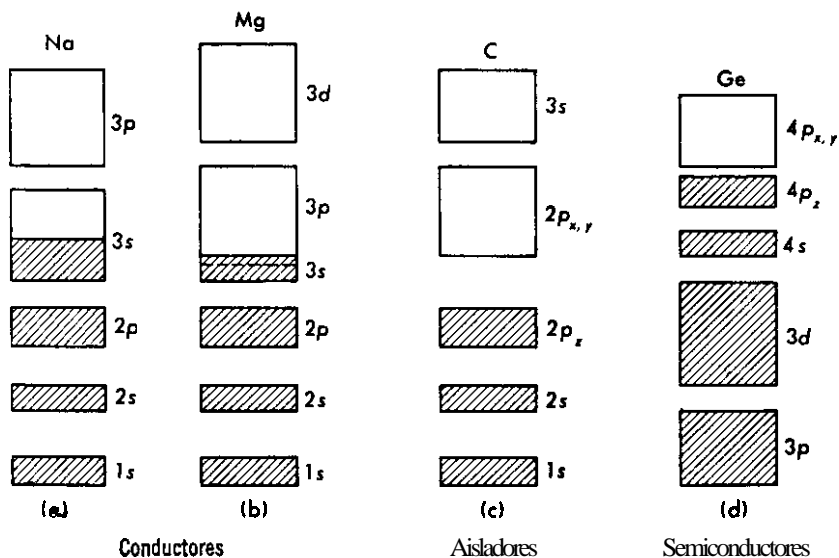 Na
3p
3s
2p
2s
1s
(a)
Mg
3d
3p
3s
2p
2s
1s
(b)
Conductores
C
3s
2p x, y
2p z
2s
1s
(c)
Aisladores
Ge
4p x, y
4p z
4s
3d
3p
(d)
Semiconductores